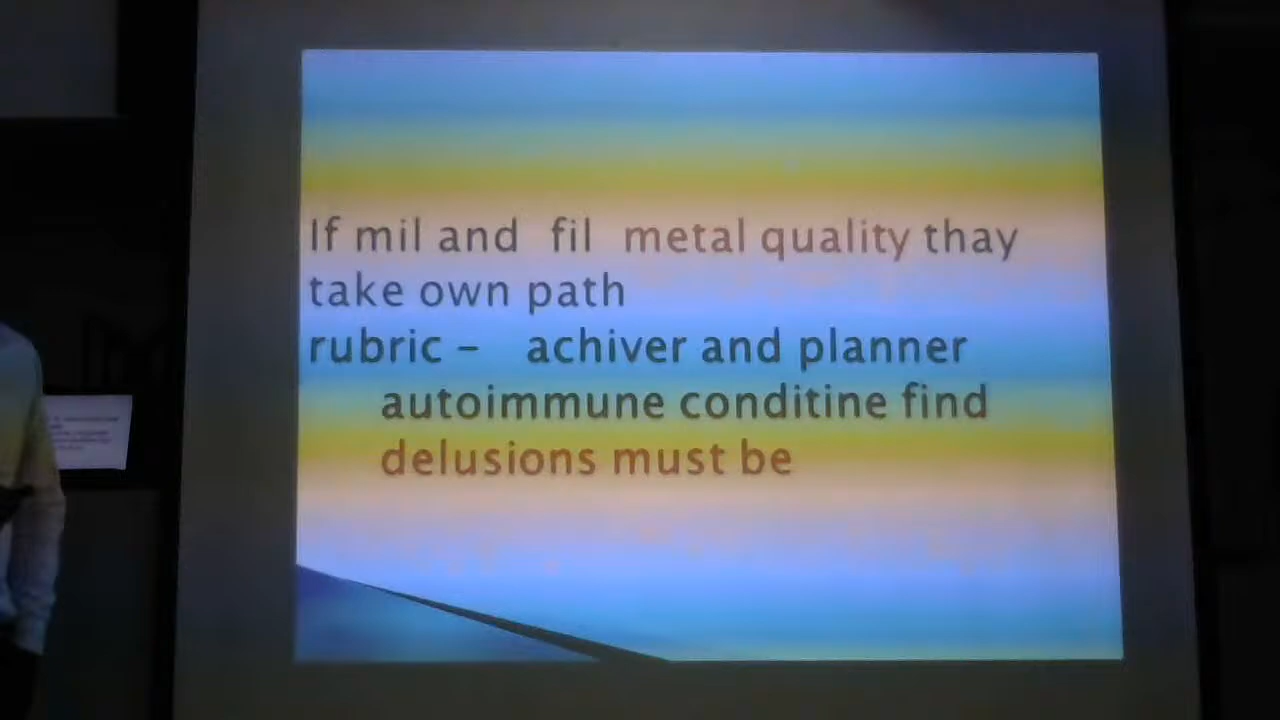 If mil and fil metal quality thay
take own path
rubric - achiver and planner
autoimmune conditine find
delusions must be